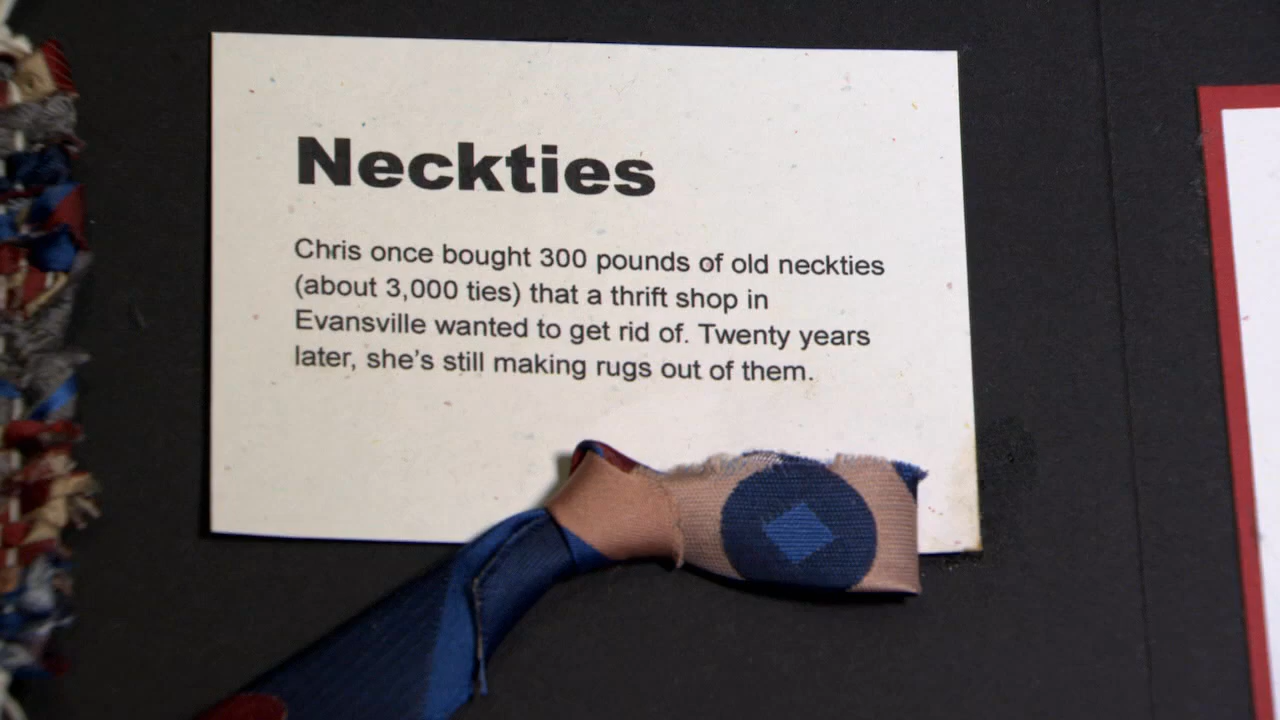 Neckties
Chris once bought 300 pounds of old neckties
(about 3,000 ties) that a thrift shop in
Evansville wanted to get rid of. Twenty years
later, she’s still making rugs out of them.